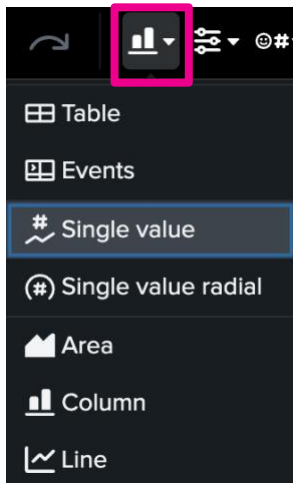 ☺#
Table
Events
# Single value
(#) Single value radial
Area
Column
Line